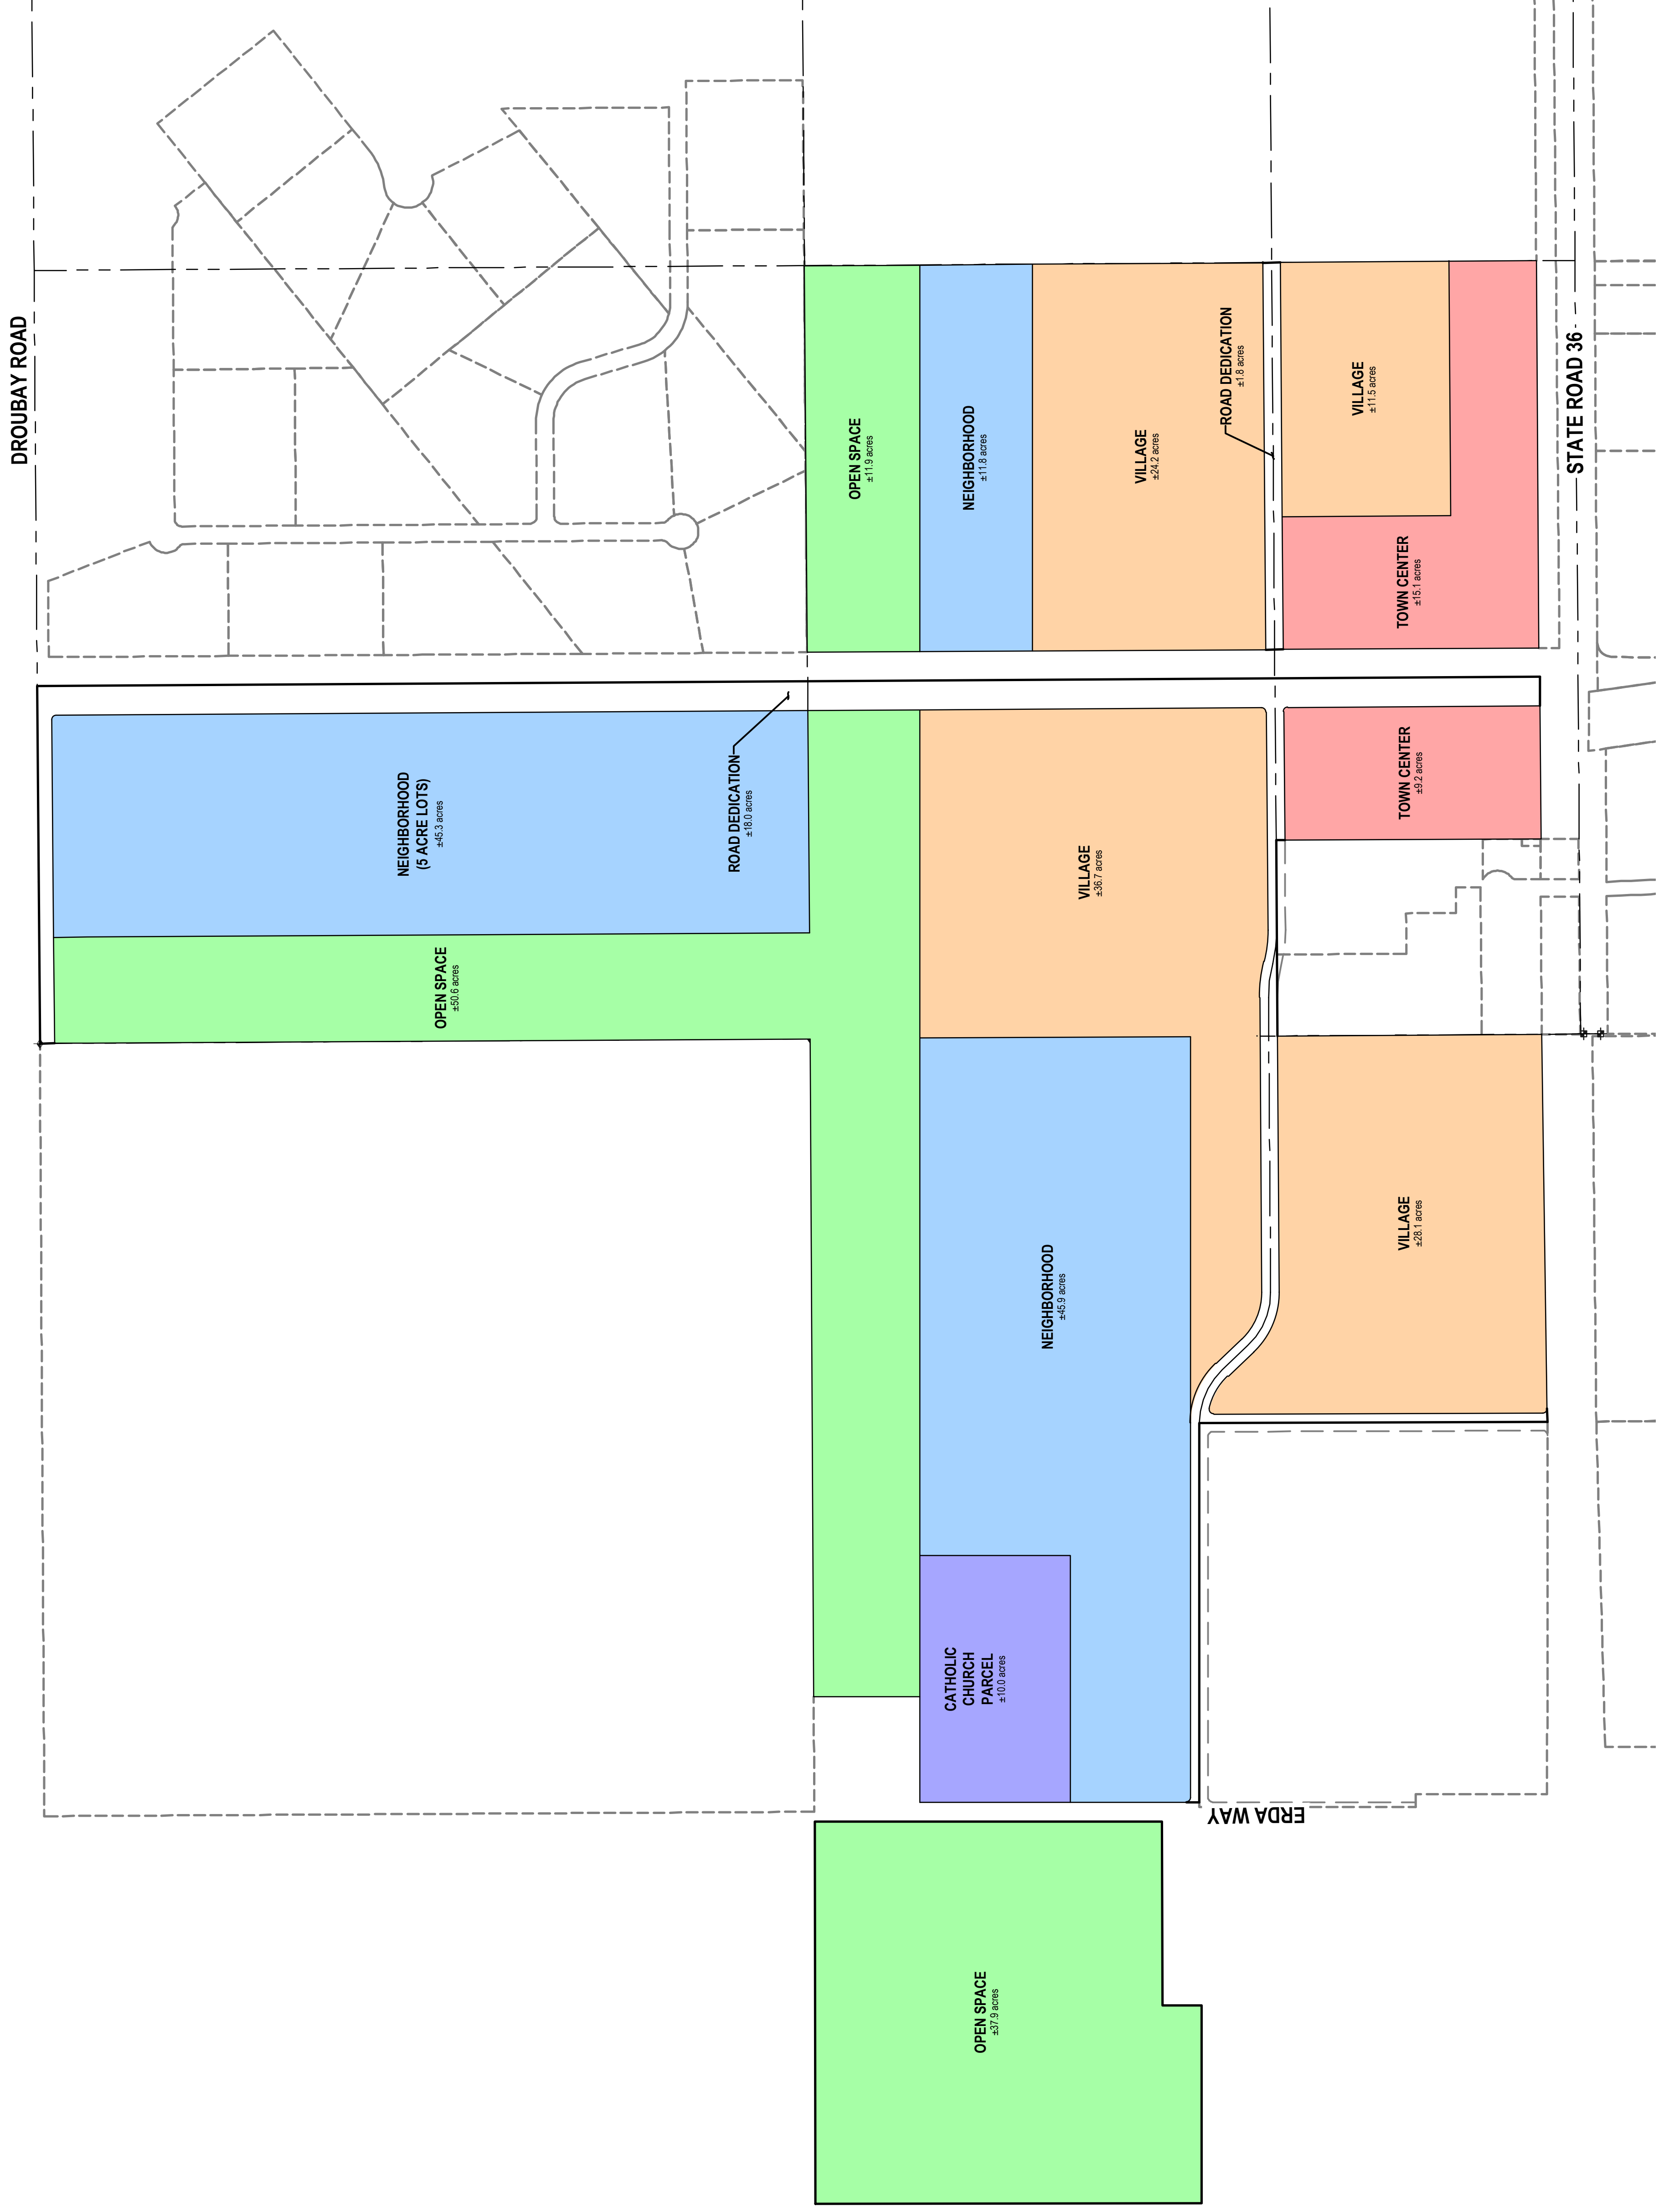 DROUBAY ROAD
STATE ROAD 36
OPEN SPACE
±11.9 acres
NEIGHBORHOOD
±11.8 acres
VILLAGE
±24.2 acres
ROAD DEDICATION
±1.8 acres
VILLAGE
±11.5 acres
TOWN CENTER
±15.1 acres
NEIGHBORHOOD
(5 ACRE LOTS)
±45.3 acres
ROAD DEDICATION
±18.0 acres
VILLAGE
±36.7 acres
TOWN CENTER
±9.2 acres
OPEN SPACE
±50.6 acres
NEIGHBORHOOD
±45.9 acres
VILLAGE
±28.1 acres
CATHOLIC
CHURCH
PARCEL
±10.0 acres
ERDA WAY
OPEN SPACE
±37.9 acres